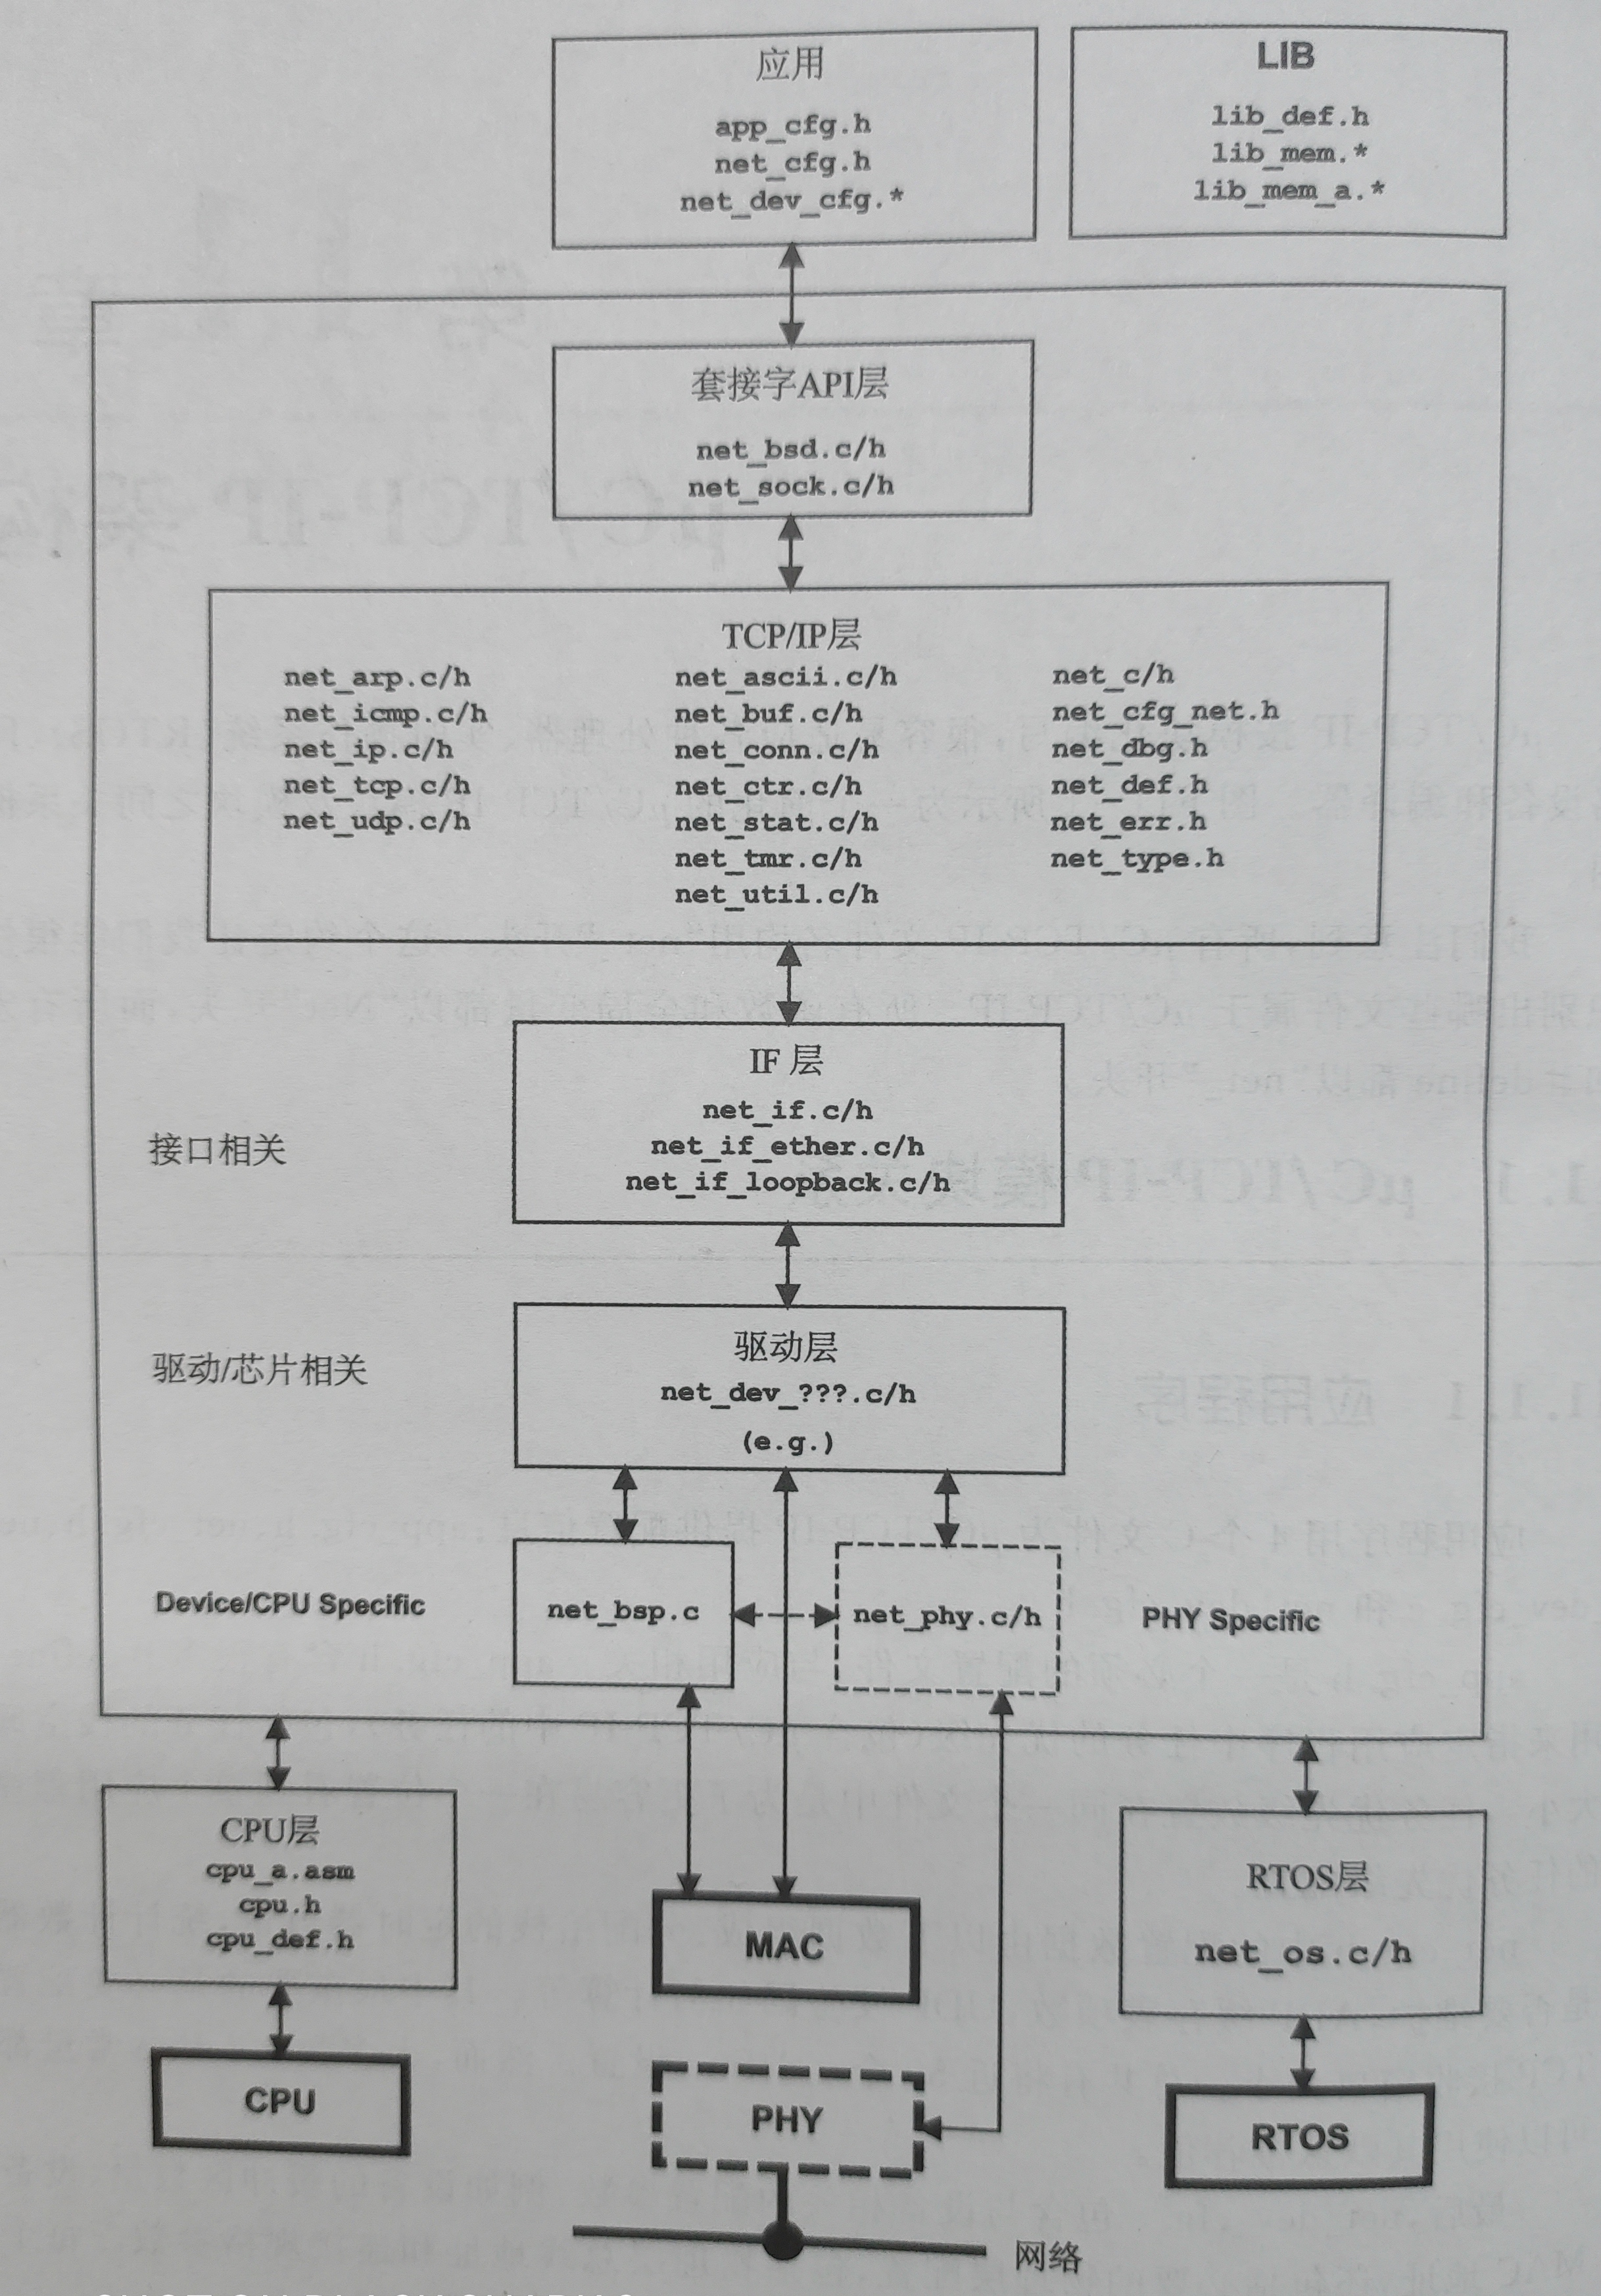 应用
app_cfg.h
net_cfg.h
net_dev_cfg.*
LIB
lib_def.h
lib_mem.*
lib_mem_a.*
套接字API层
net_bsd.c/h
net_sock.c/h
TCP/IP层
net_arp.c/h
net_icmp.c/h
net_ip.c/h
net_tcp.c/h
net_udp.c/h
net_ascii.c/h
net_buf.c/h
net_conn.c/h
net_ctr.c/h
net_stat.c/h
net_tmr.c/h
net_util.c/h
net_c/h
net_cfg_net.h
net_dbg.h
net_def.h
net_err.h
net_type.h
接口相关
IF 层
net_if.c/h
net_if_ether.c/h
net_if_loopback.c/h
驱动/芯片相关
驱动层
net_dev_???.c/h
(e.g.)
Device/CPU Specific
net_bsp.c
net_phy.c/h
PHY Specific
CPU层
cpu_a.asm
cpu.h
cpu_def.h
CPU
MAC
PHY
RTOS层
net_os.c/h
RTOS
网络